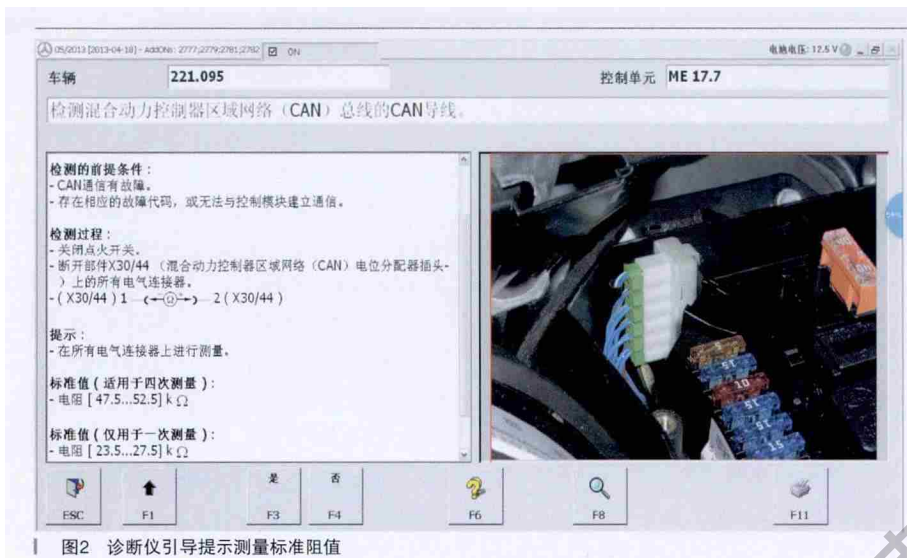 05/2013 [2013-04-18] - AddONs: 2777;2779;2781;2782 ON 电池电压: 12.5 V
车辆 221.095 控制单元 ME 17.7
检测混合动力控制器区域网络（CAN）总线的CAN导线。
检测的前提条件：
- CAN通信有故障。
- 存在相应的故障代码，或无法与控制模块建立通信。
检测过程：
- 关闭点火开关。
- 断开部件X30/44 （混合动力控制器区域网络（CAN）电位分配器插头-
）上的所有电气连接器。
- ( X30/44 ) 1 Ω 2 ( X30/44 )
提示：
- 在所有电气连接器上进行测量。
标准值（适用于四次测量）：
- 电阻 [ 47.5...52.5] k Ω
标准值（仅用于一次测量）：
- 电阻 [ 23.5...27.5] k Ω
5
15
10
15
15
15
是 否
ESC F1 F3 F4 F6 F8 F11
图2 诊断仪引导提示测量标准阻值